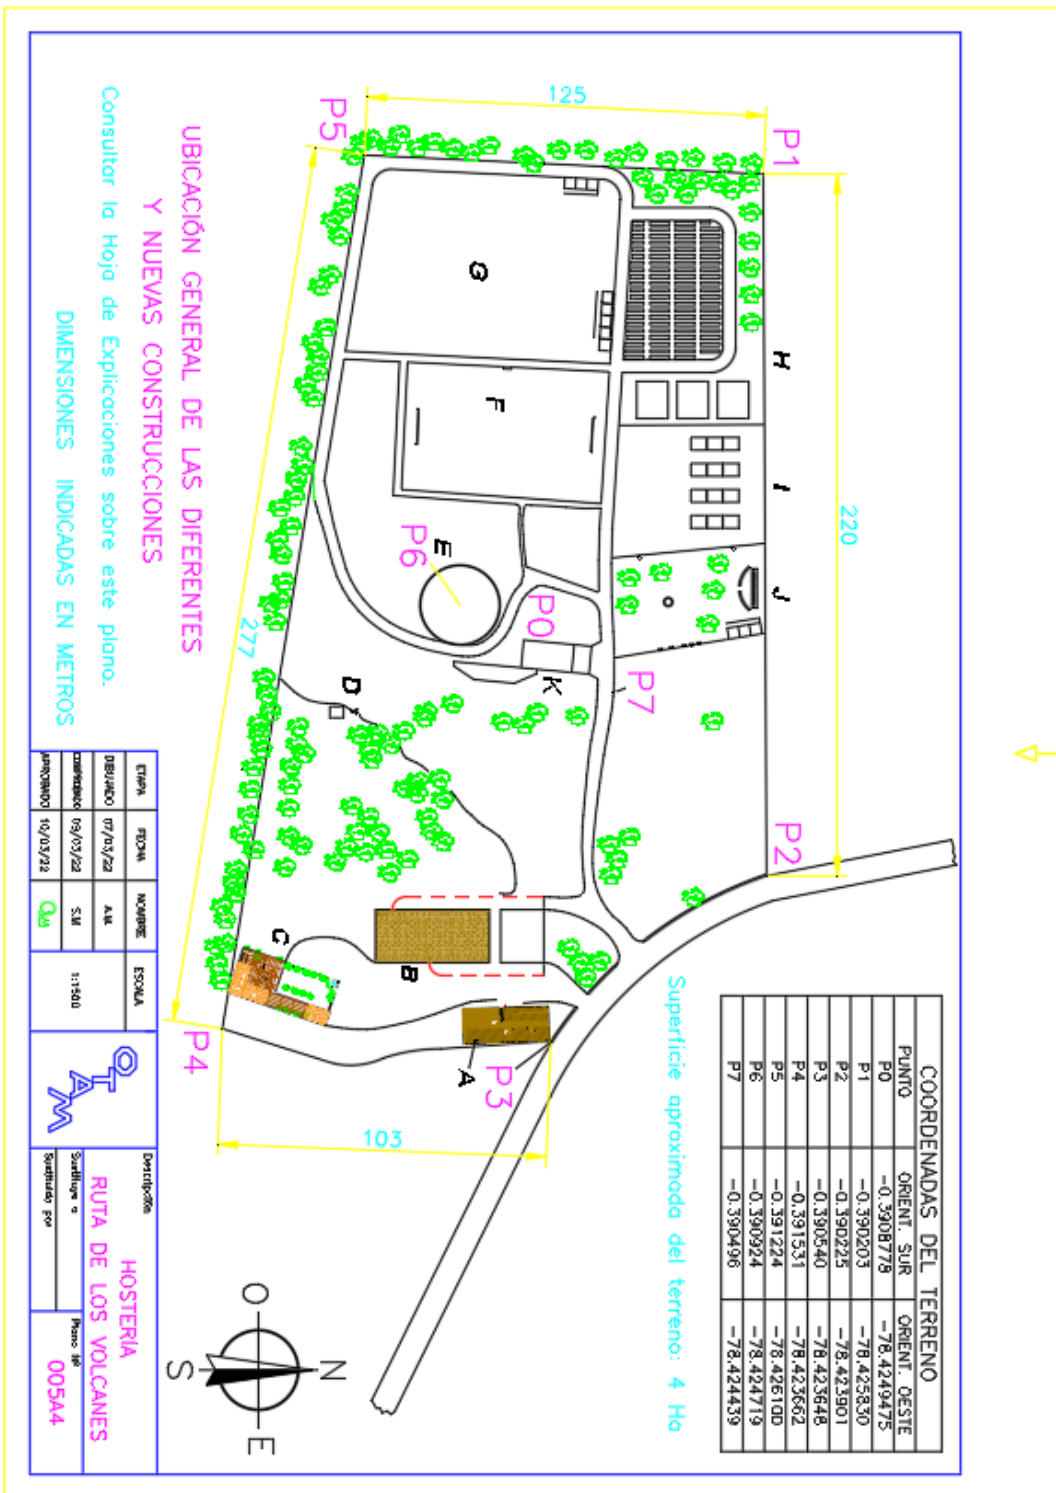 P5
P1
125
220
277
103
UBICACIÓN GENERAL DE LAS DIFERENTES
Y NUEVAS CONSTRUCCIONES
Consultar la Hoja de Explicaciones sobre este plano.
DIMENSIONES INDICADAS EN METROS
G
H
F
I
E
P6
J
P0
P7
K
D
P2
B
C
A
P3
P4
Superficie aproximada del terreno: 4 Ha
COORDENADAS DEL TERRENO
PUNTO ORIENT. SUR ORIENT. OESTE
P0 -0.3908778 -78.4249475
P1 -0.390203 -78.425830
P2 -0.390225 -78.423901
P3 -0.390540 -78.423648
P4 -0.391531 -78.423662
P5 -0.391224 -78.426100
P6 -0.390924 -78.424719
P7 -0.390496 -78.424439
N
O
E
S
ETAPA FECHA NOMBRE ESCALA
DIBUJADO 07/03/22 A.M.
COMPROBADO 09/03/22 S.M 1:1500
APROBADO 10/03/22
OTAM
Descripción
HOSTERÍA
RUTA DE LOS VOLCANES
Sustituye a
Sustituido por
Plano Nº
005A4